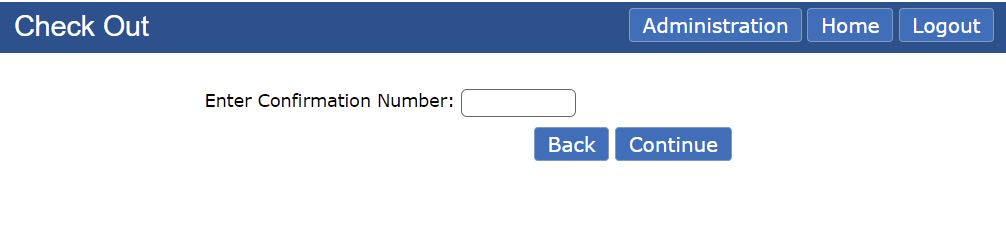 Check Out Administration Home Logout
Enter Confirmation Number:
Back Continue